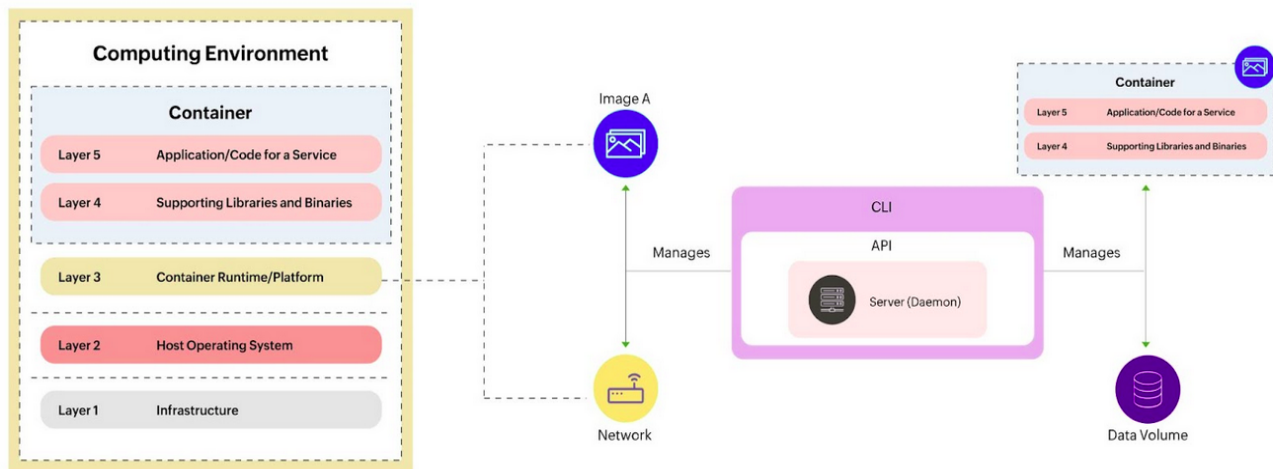 Computing Environment
Container
Layer 5 Application/Code for a Service
Layer 4 Supporting Libraries and Binaries
Layer 3 Container Runtime/Platform
Layer 2 Host Operating System
Layer 1 Infrastructure
Image A
Manages
Network
CLI
API
Server (Daemon)
Manages
Container
Layer 5 Application/Code for a Service
Layer 4 Supporting Libraries and Binaries
Data Volume